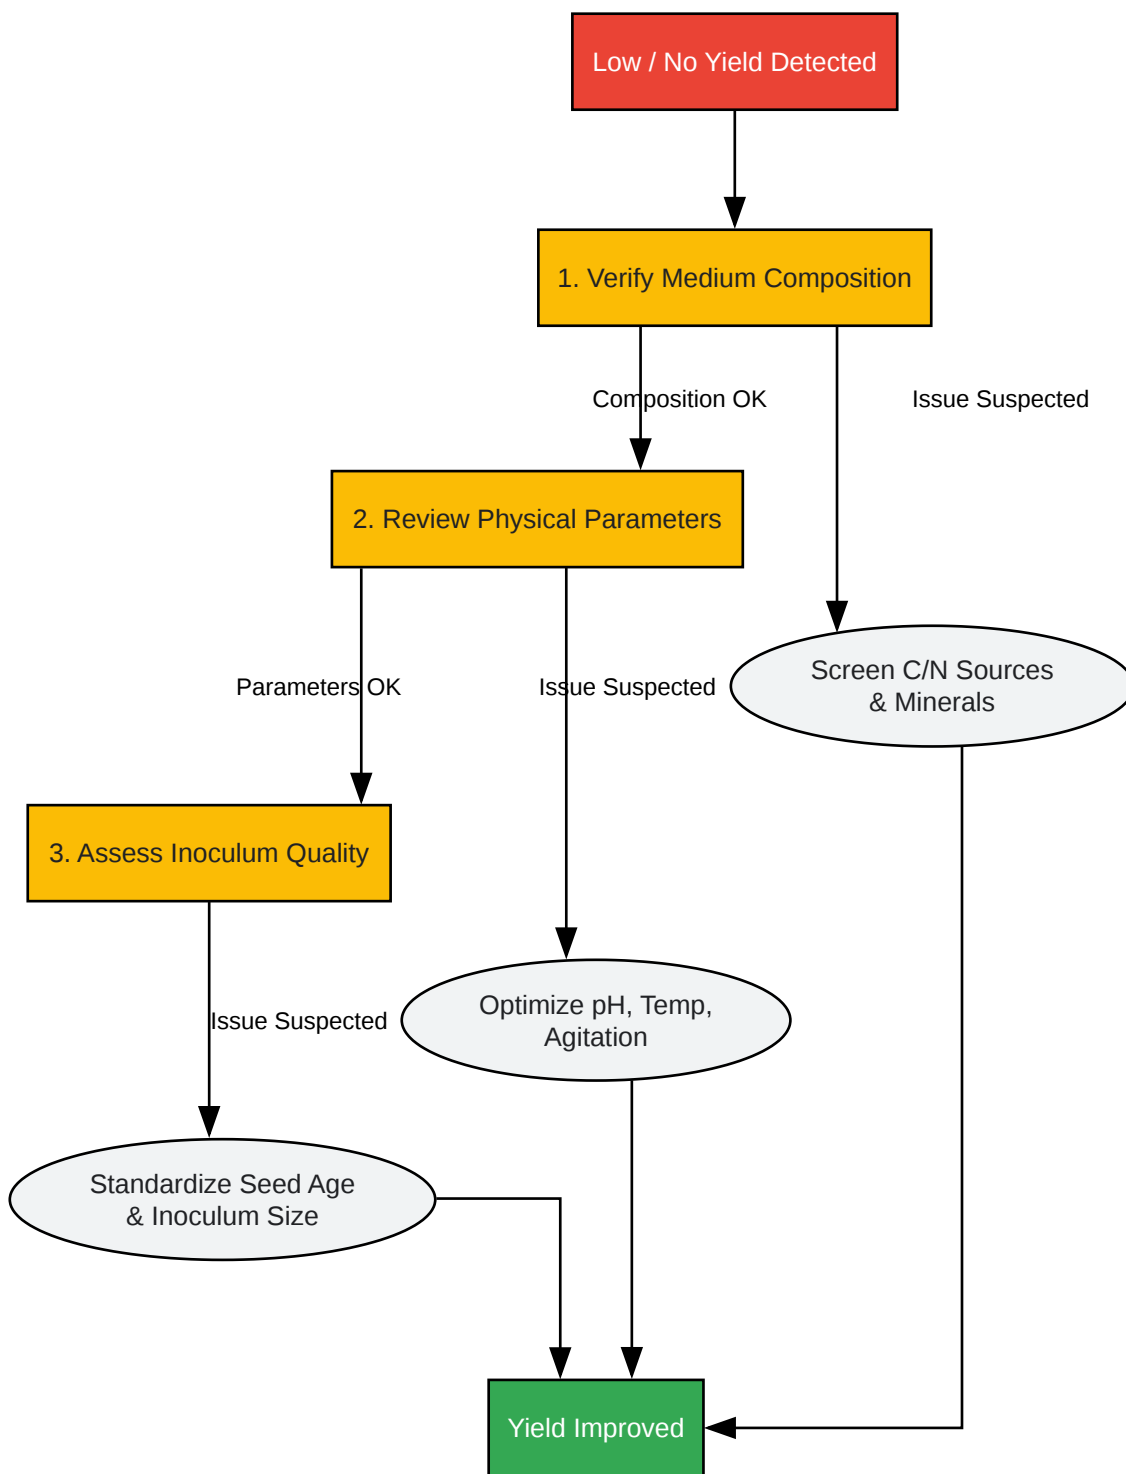 Low / No Yield Detected
1. Verify Medium Composition
Composition OK
Issue Suspected
2. Review Physical Parameters
Parameters OK
Issue Suspected
Screen C/N Sources
& Minerals
3. Assess Inoculum Quality
Issue Suspected
Optimize pH, Temp,
Agitation
Standardize Seed Age
& Inoculum Size
Yield Improved